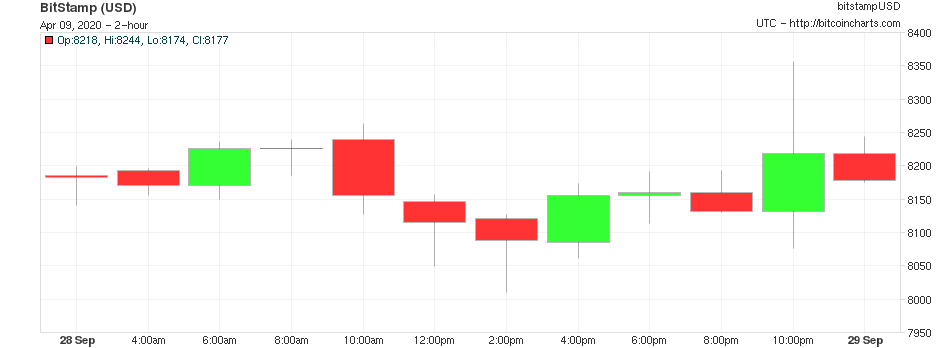 BitStamp (USD)
bitstampUSD
Apr 09, 2020 - 2-hour
UTC - http://bitcoincharts.com
Op:8218, Hi:8244, Lo:8174, Cl:8177
8400
8350
8300
8250
8200
8150
8100
8050
8000
7950
28 Sep 4:00am 6:00am 8:00am 10:00am 12:00pm 2:00pm 4:00pm 6:00pm 8:00pm 10:00pm 29 Sep